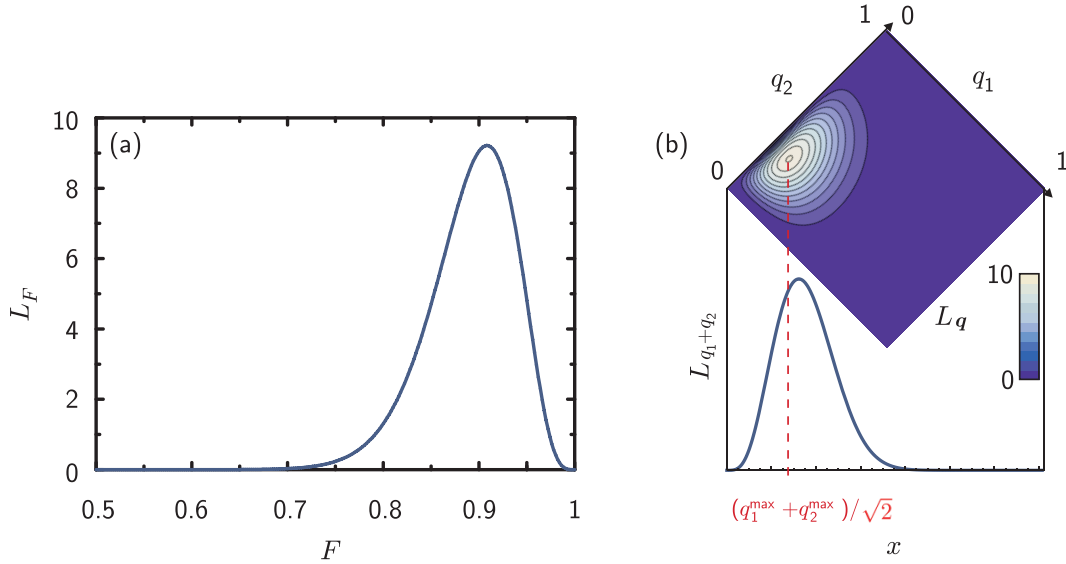 (a)
10
8
6
4
2
0
L_F
0.5 0.6 0.7 0.8 0.9 1
F
(b)
1 0
q_2 q_1
0 1
10
0
L_q
L_{q_1+q_2}
(q_1^{max} + q_2^{max})/√2
x